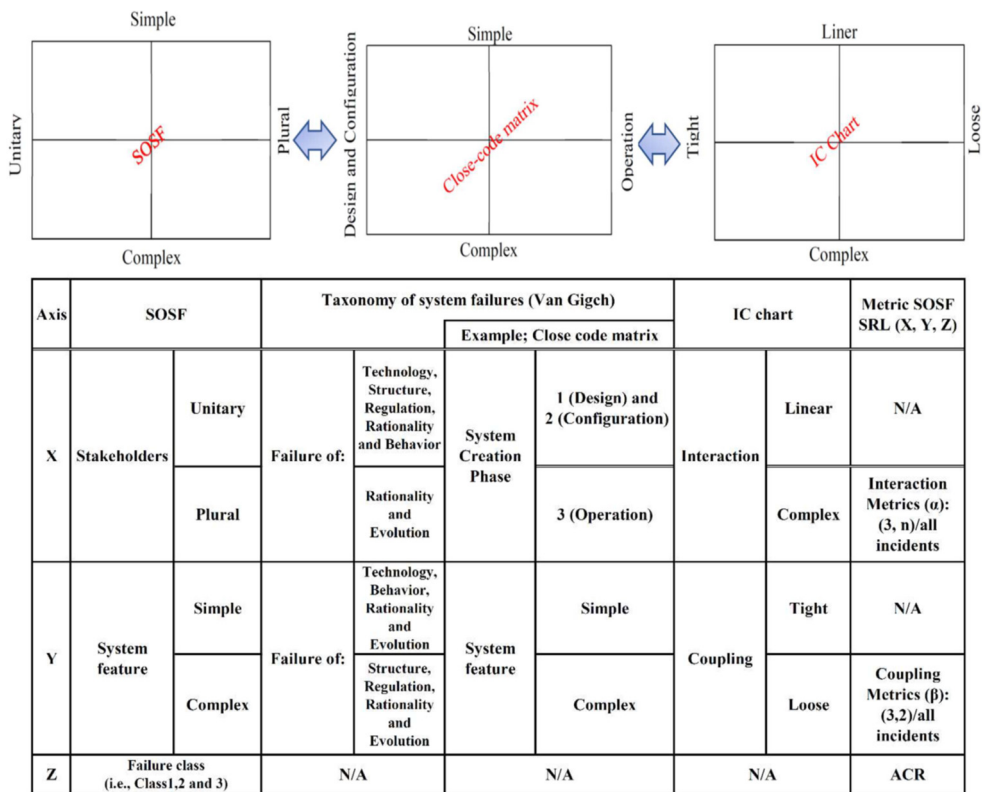 Simple
Unitary
SOSF
Plural
Complex
Simple
Design and Configuration
Close-code matrix
Operation
Complex
Liner
Tight
IC Chart
Loose
Complex
Axis
SOSF
Taxonomy of system failures (Van Gigch)
Example; Close code matrix
IC chart
Metric SOSF
SRL (X, Y, Z)
X
Stakeholders
Unitary
Failure of:
Technology,
Structure,
Regulation,
Rationality
and Behavior
System
Creation
Phase
1 (Design) and
2 (Configuration)
Interaction
Linear
N/A
Plural
Rationality
and
Evolution
3 (Operation)
Complex
Interaction
Metrics (α):
(3, n)/all
incidents
Y
System
feature
Simple
Failure of:
Technology,
Behavior,
Rationality
and
Evolution
System
feature
Simple
Coupling
Tight
N/A
Complex
Structure,
Regulation,
Rationality
and
Evolution
Complex
Loose
Coupling
Metrics (β):
(3,2)/all
incidents
Z
Failure class
(i.e., Class1,2 and 3)
N/A
N/A
N/A
ACR